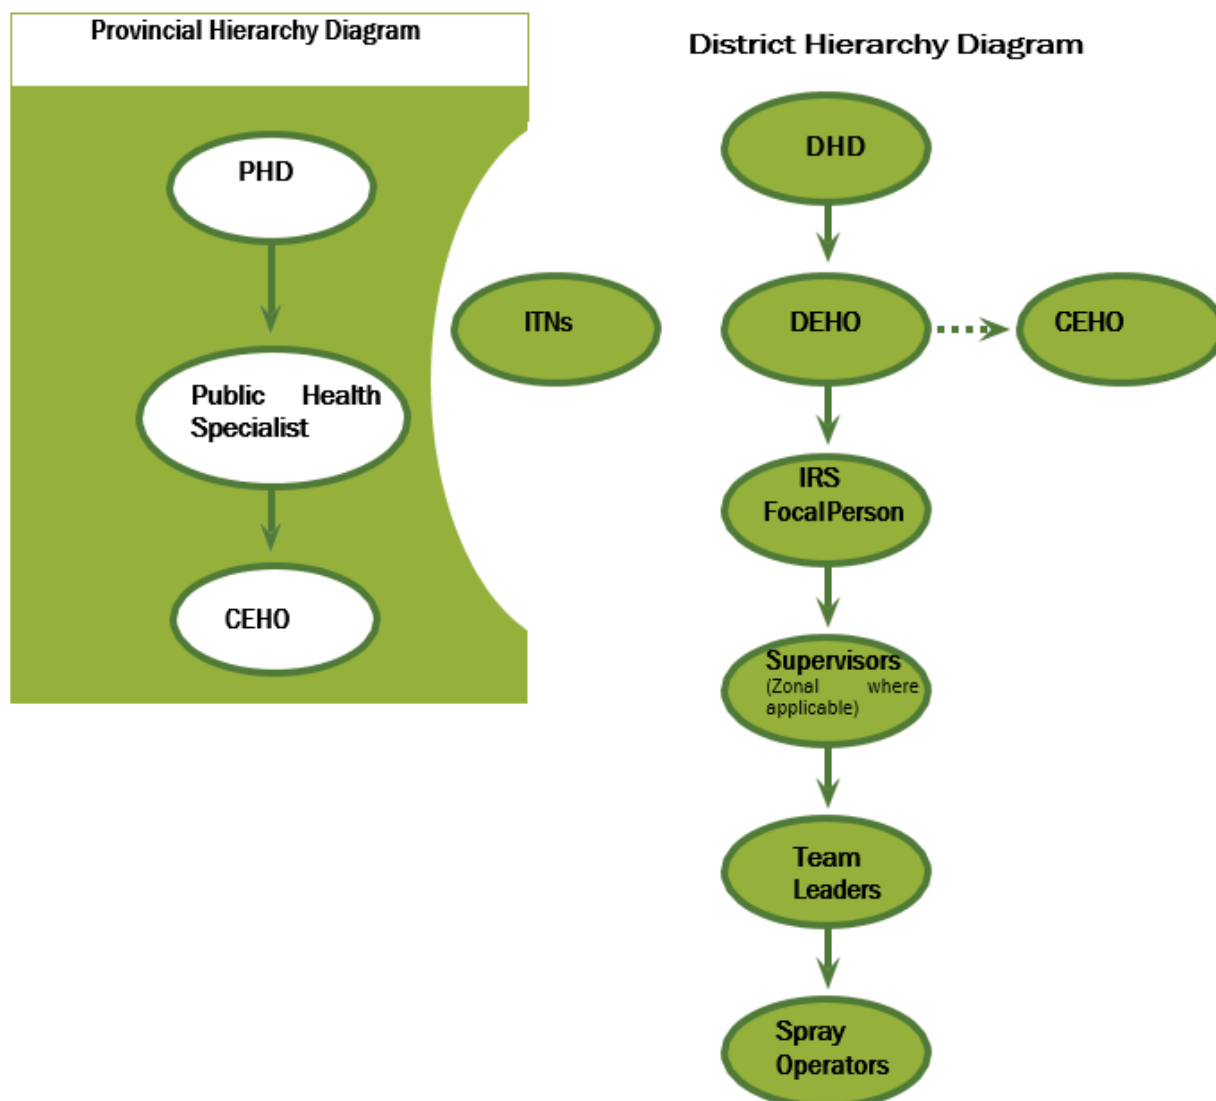 Provincial Hierarchy Diagram
PHD
Public Health
Specialist
CEHO
District Hierarchy Diagram
DHD
ITNs
DEHO
CEHO
IRS
FocalPerson
Supervisors
(Zonal where
applicable)
Team
Leaders
Spray
Operators